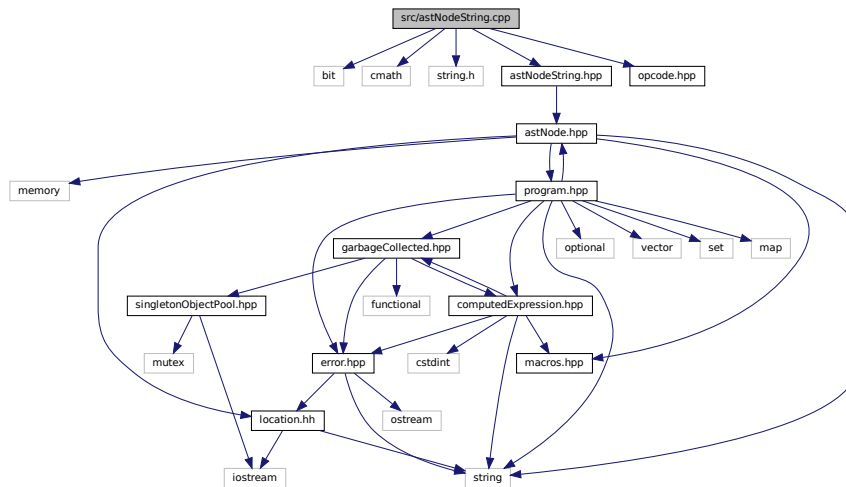 src/astNodeString.cpp
bit
cmath
string.h
astNodeString.hpp
opcode.hpp
astNode.hpp
memory
program.hpp
garbageCollected.hpp
optional
vector
set
map
singletonObjectPool.hpp
functional
computedExpression.hpp
mutex
error.hpp
cstdint
macros.hpp
location.hh
ostream
iostream
string